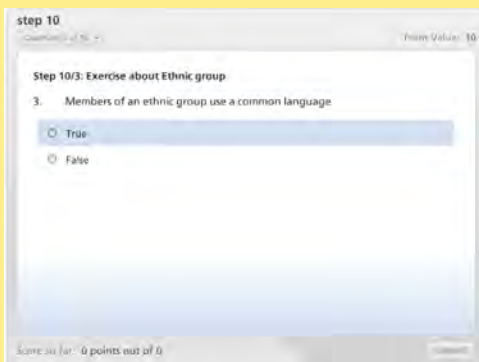 step 10
Point Value: 10
Step 10/3: Exercise about Ethnic group
3. Members of an ethnic group use a common language
True
False
Score so far: 0 points out of 0